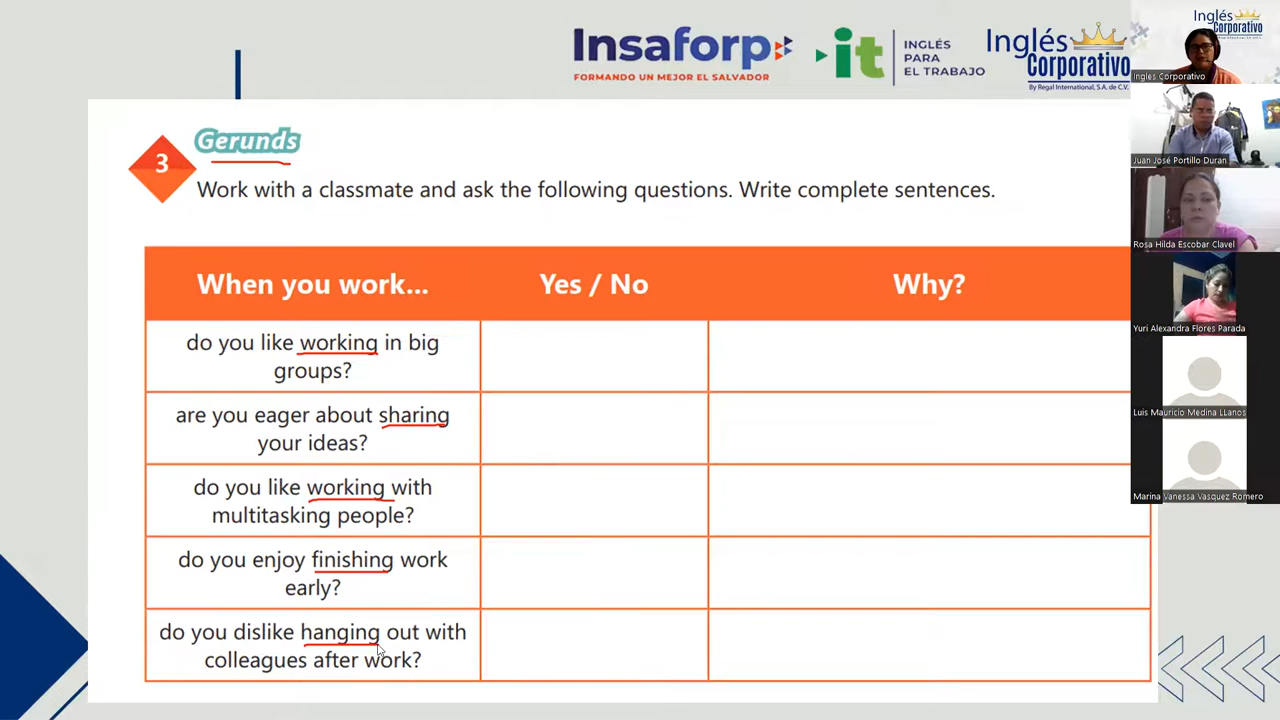 Insaforp
FORMANDO UN MEJOR EL SALVADOR
it
INGLÉS
PARA
EL TRABAJO
Inglés
Corporativo
By Regal International, S.A. de C.V.
Inglés
Corporativo
Ingles Corporativo
Juan José Portillo Duran
Rosa Hilda Escobar Clavel
Yuri Alexandra Flores Parada
Luis Mauricio Medina LLanos
Marina Vanessa Vasquez Romero
3
Gerunds
Work with a classmate and ask the following questions. Write complete sentences.
When you work...
Yes / No
Why?
do you like working in big
groups?
are you eager about sharing
your ideas?
do you like working with
multitasking people?
do you enjoy finishing work
early?
do you dislike hanging out with
colleagues after work?